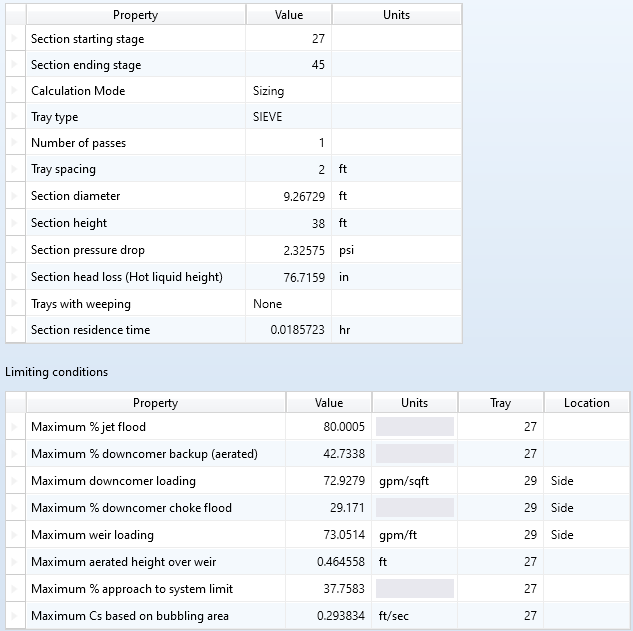 Property Value Units
Section starting stage 27
Section ending stage 45
Calculation Mode Sizing
Tray type SIEVE
Number of passes 1
Tray spacing 2 ft
Section diameter 9.26729 ft
Section height 38 ft
Section pressure drop 2.32575 psi
Section head loss (Hot liquid height) 76.7159 in
Trays with weeping None
Section residence time 0.0185723 hr
Limiting conditions
Property Value Units Tray Location
Maximum % jet flood 80.0005 27
Maximum % downcomer backup (aerated) 42.7338 27
Maximum downcomer loading 72.9279 gpm/sqft 29 Side
Maximum % downcomer choke flood 29.171 29 Side
Maximum weir loading 73.0514 gpm/ft 29 Side
Maximum aerated height over weir 0.464558 ft 27
Maximum % approach to system limit 37.7583 27
Maximum Cs based on bubbling area 0.293834 ft/sec 27